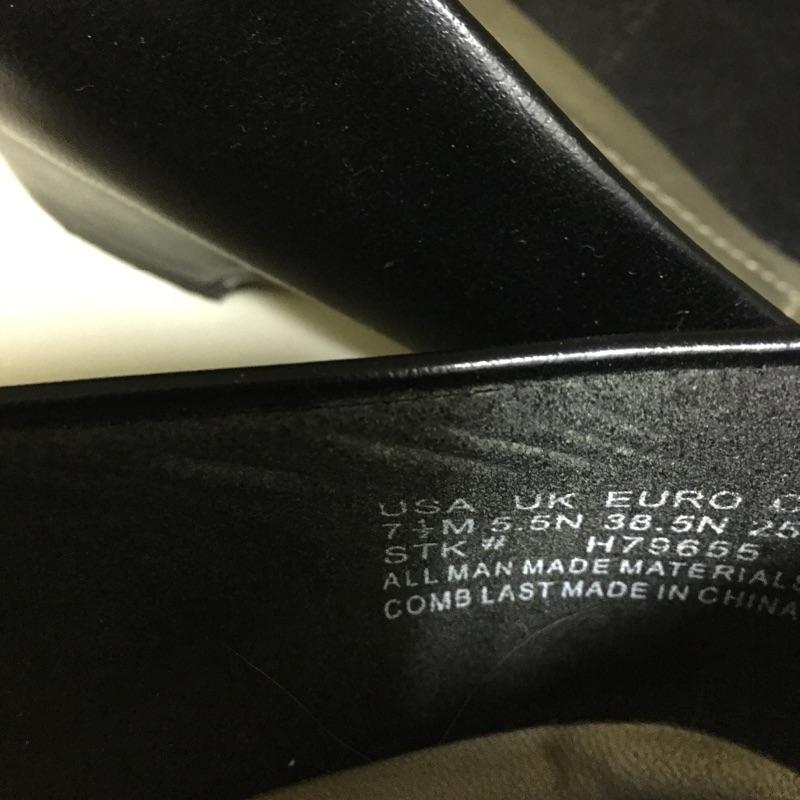 USA UK EURO C
7½M 5.5N 38.5N 25
STK # H79655
ALL MAN MADE MATERIALS
COMB LAST MADE IN CHINA